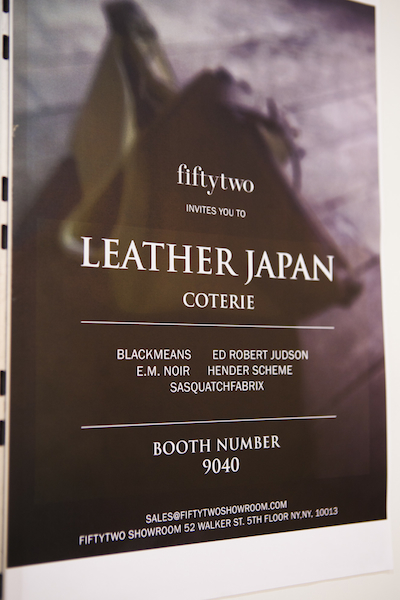 fiftytwo
INVITES YOU TO
LEATHER JAPAN
COTERIE
BLACKMEANS ED ROBERT JUDSON
E.M. NOIR HENDER SCHEME
SASQUATCHFABRIX
BOOTH NUMBER
9040
SALES@FIFTYTWOSHOWROOM.COM
FIFTYTWO SHOWROOM 52 WALKER ST. 5TH FLOOR NY,NY. 10013